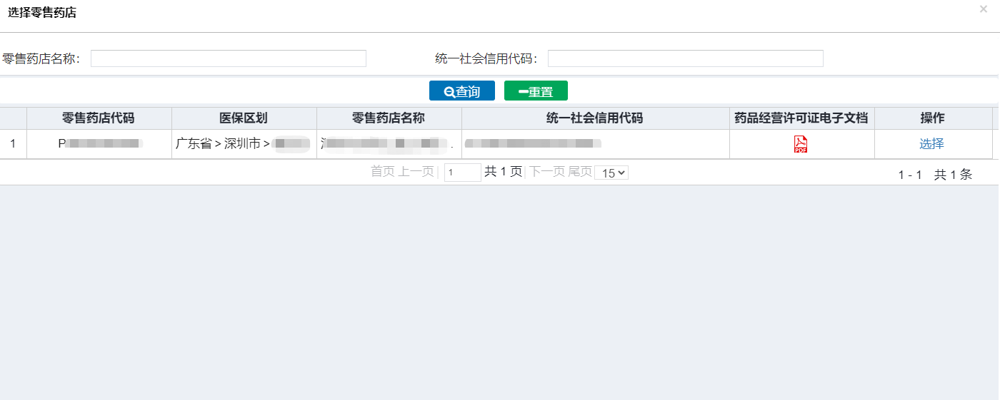 选择零售药店 ×
零售药店名称： 统一社会信用代码：
查询 重置
零售药店代码 医保区划 零售药店名称 统一社会信用代码 药品经营许可证电子文档 操作
1 P 广东省 > 深圳市 > . PDF 选择
首页 上一页 | 1 共 1 页 | 下一页 尾页 15 1 - 1 共 1 条